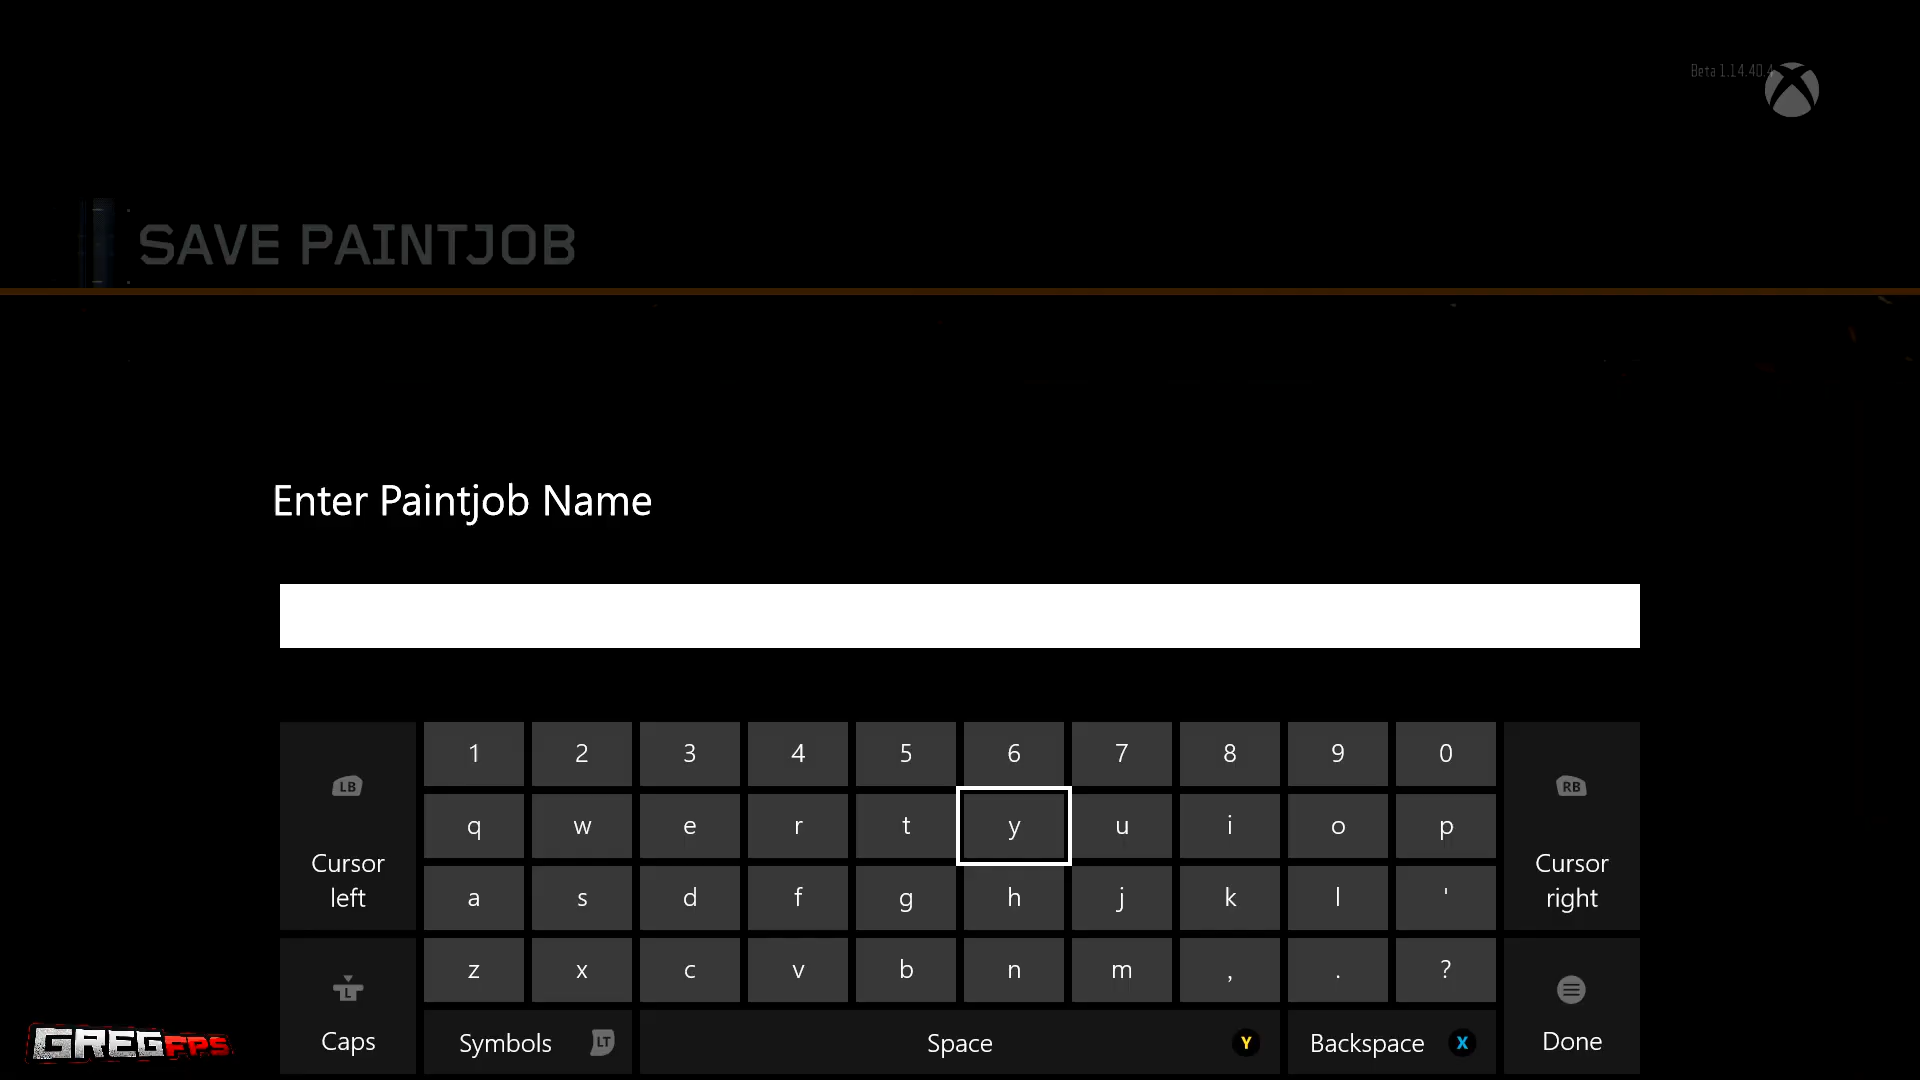 Beta 1.14.40.4
SAVE PAINTJOB
Enter Paintjob Name
1 2 3 4 5 6 7 8 9 0
LB RB
q w e r t y u i o p
Cursor left
Cursor right
a s d f g h j k l '
z x c v b n m , . ?
L
Caps
Symbols LT
Space Y
Backspace X
Done
GREGFPS